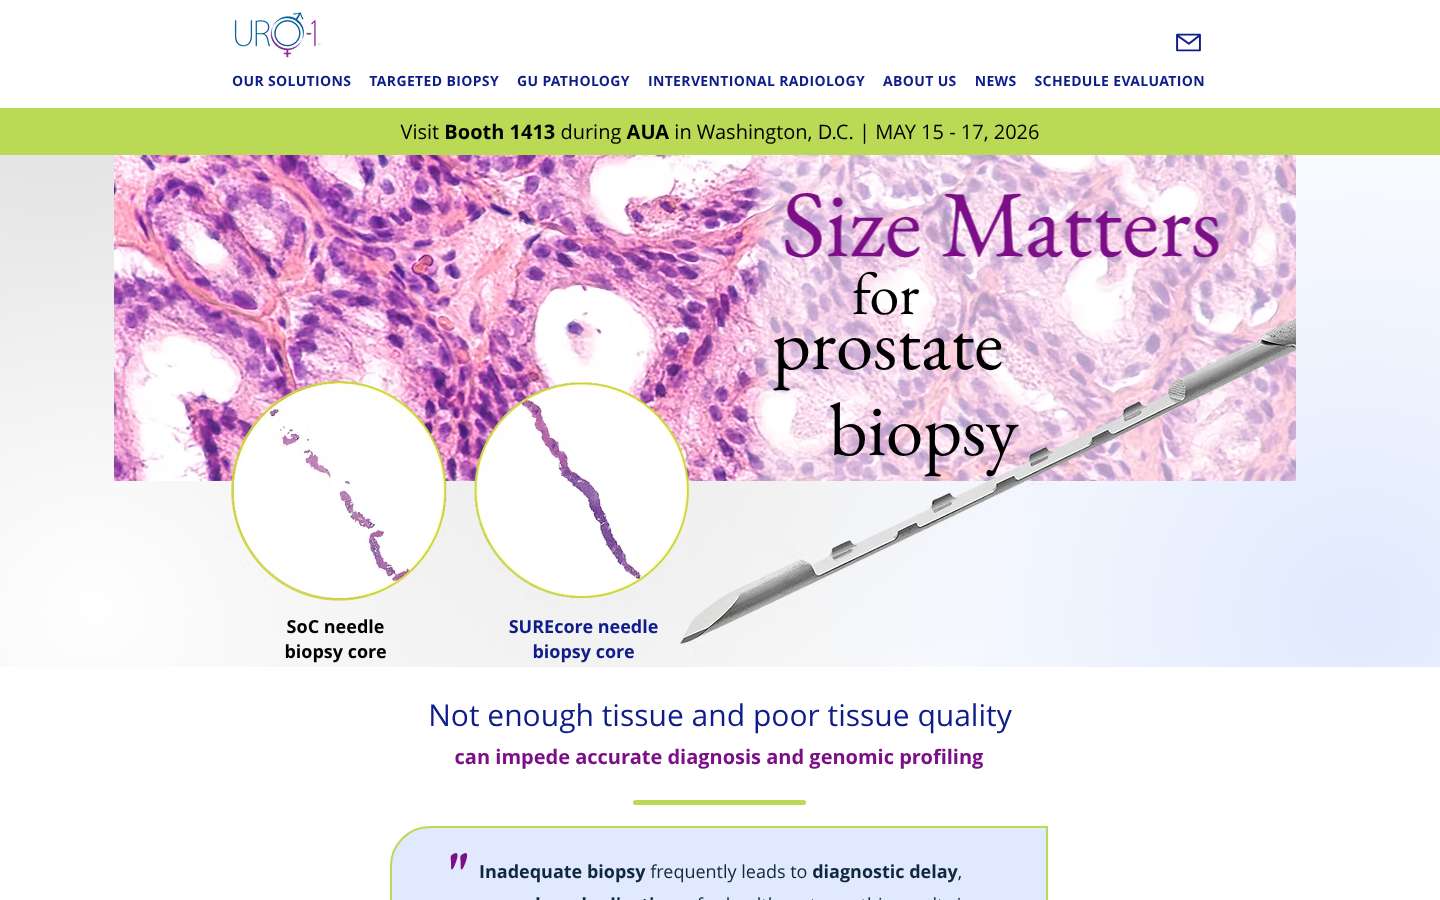 URO-1
OUR SOLUTIONS TARGETED BIOPSY GU PATHOLOGY INTERVENTIONAL RADIOLOGY ABOUT US NEWS SCHEDULE EVALUATION
Visit Booth 1413 during AUA in Washington, D.C. | MAY 15 - 17, 2026
Size Matters
for
prostate
biopsy
SoC needle
biopsy core
SUREcore needle
biopsy core
Not enough tissue and poor tissue quality
can impede accurate diagnosis and genomic profiling
" Inadequate biopsy frequently leads to diagnostic delay,